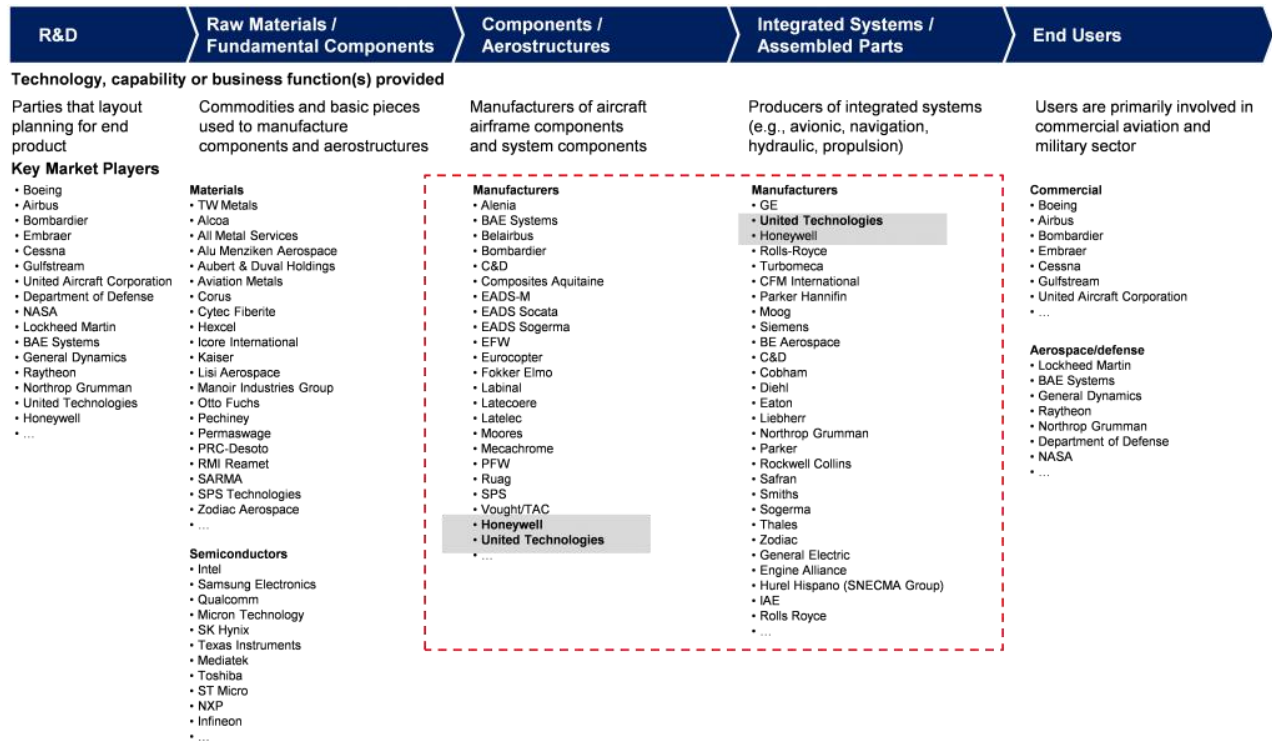 R&D
Raw Materials /
Fundamental Components
Components /
Aerostructures
Integrated Systems /
Assembled Parts
End Users
Technology, capability or business function(s) provided
Parties that layout
planning for end
product
Commodities and basic pieces
used to manufacture
components and aerostructures
Manufacturers of aircraft
airframe components
and system components
Producers of integrated systems
(e.g., avionic, navigation,
hydraulic, propulsion)
Users are primarily involved in
commercial aviation and
military sector
Key Market Players
• Boeing
• Airbus
• Bombardier
• Embraer
• Cessna
• Gulfstream
• United Aircraft Corporation
• Department of Defense
• NASA
• Lockheed Martin
• BAE Systems
• General Dynamics
• Raytheon
• Northrop Grumman
• United Technologies
• Honeywell
• ...
Materials
• TW Metals
• Alcoa
• All Metal Services
• Alu Menziken Aerospace
• Aubert & Duval Holdings
• Aviation Metals
• Corus
• Cytec Fiberite
• Hexcel
• Icore International
• Kaiser
• Lisi Aerospace
• Manoir Industries Group
• Otto Fuchs
• Pechiney
• Permaswage
• PRC-Desoto
• RMI Reamet
• SARMA
• SPS Technologies
• Zodiac Aerospace
• ...
Semiconductors
• Intel
• Samsung Electronics
• Qualcomm
• Micron Technology
• SK Hynix
• Texas Instruments
• Mediatek
• Toshiba
• ST Micro
• NXP
• Infineon
• ...
Manufacturers
• Alenia
• BAE Systems
• Belairbus
• Bombardier
• C&D
• Composites Aquitaine
• EADS-M
• EADS Socata
• EADS Sogerma
• EFW
• Eurocopter
• Fokker Elmo
• Labinal
• Latecoere
• Latelec
• Moores
• Mecachrome
• PFW
• Ruag
• SPS
• Vought/TAC
• Honeywell
• United Technologies
• ...
Manufacturers
• GE
• United Technologies
• Honeywell
• Rolls-Royce
• Turbomeca
• CFM International
• Parker Hannifin
• Moog
• Siemens
• BE Aerospace
• C&D
• Cobham
• Diehl
• Eaton
• Liebherr
• Northrop Grumman
• Parker
• Rockwell Collins
• Safran
• Smiths
• Sogerma
• Thales
• Zodiac
• General Electric
• Engine Alliance
• Hurel Hispano (SNECMA Group)
• IAE
• Rolls Royce
• ...
Commercial
• Boeing
• Airbus
• Bombardier
• Embraer
• Cessna
• Gulfstream
• United Aircraft Corporation
• ...
Aerospace/defense
• Lockheed Martin
• BAE Systems
• General Dynamics
• Raytheon
• Northrop Grumman
• Department of Defense
• NASA
• ...